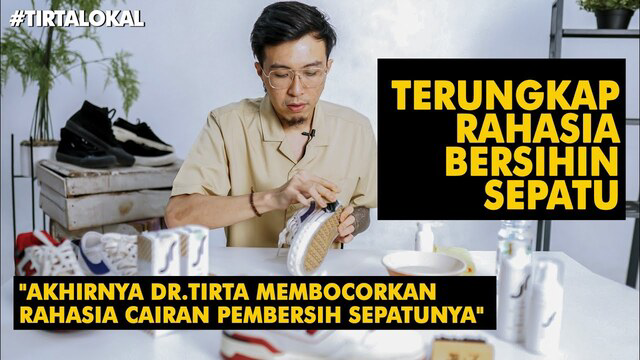 #TIRTALOKAL
TERUNGKAP
RAHASIA
BERSIHIN
SEPATU
"AKHIRNYA DR.TIRTA MEMBOCORKAN
RAHASIA CAIRAN PEMBERSIH SEPATUNYA"